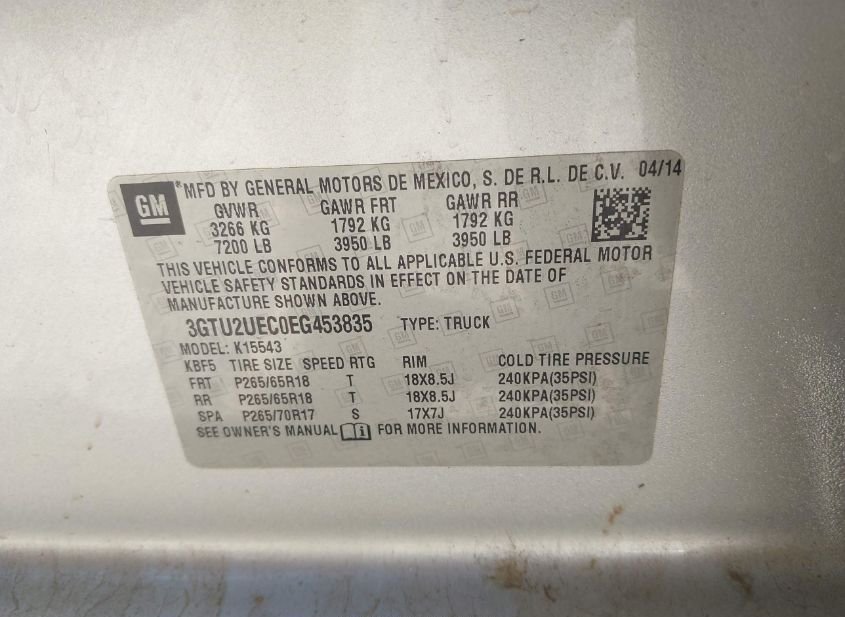 GM
*MFD BY GENERAL MOTORS DE MEXICO, S. DE R.L. DE C.V. 04/14
GVWR GAWR FRT GAWR RR
3266 KG 1792 KG 1792 KG
7200 LB 3950 LB 3950 LB
THIS VEHICLE CONFORMS TO ALL APPLICABLE U.S. FEDERAL MOTOR
VEHICLE SAFETY STANDARDS IN EFFECT ON THE DATE OF
MANUFACTURE SHOWN ABOVE.
3GTU2UEC0EG453835 TYPE: TRUCK
MODEL: K15543
KBF5 TIRE SIZE SPEED RTG RIM COLD TIRE PRESSURE
FRT P265/65R18 T 18X8.5J 240KPA(35PSI)
RR P265/65R18 T 18X8.5J 240KPA(35PSI)
SPA P265/70R17 S 17X7J 240KPA(35PSI)
SEE OWNER'S MANUAL FOR MORE INFORMATION.